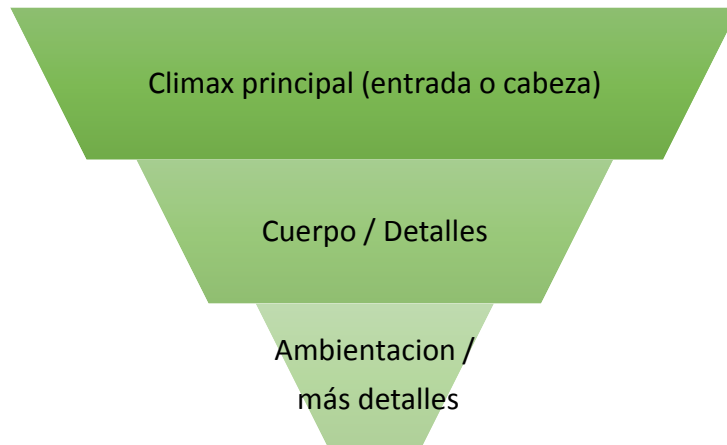 Climax principal (entrada o cabeza)
Cuerpo / Detalles
Ambientacion /
más detalles